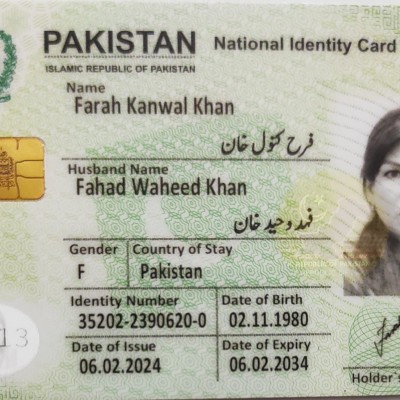 PAKISTAN National Identity Card
ISLAMIC REPUBLIC OF PAKISTAN
Name
Farah Kanwal Khan
فرح کنول خان
Husband Name
Fahad Waheed Khan
فہد وحید خان
Gender Country of Stay
F Pakistan
Identity Number Date of Birth
35202-2390620-0 02.11.1980
Date of Issue Date of Expiry
06.02.2024 06.02.2034
13
Holder's